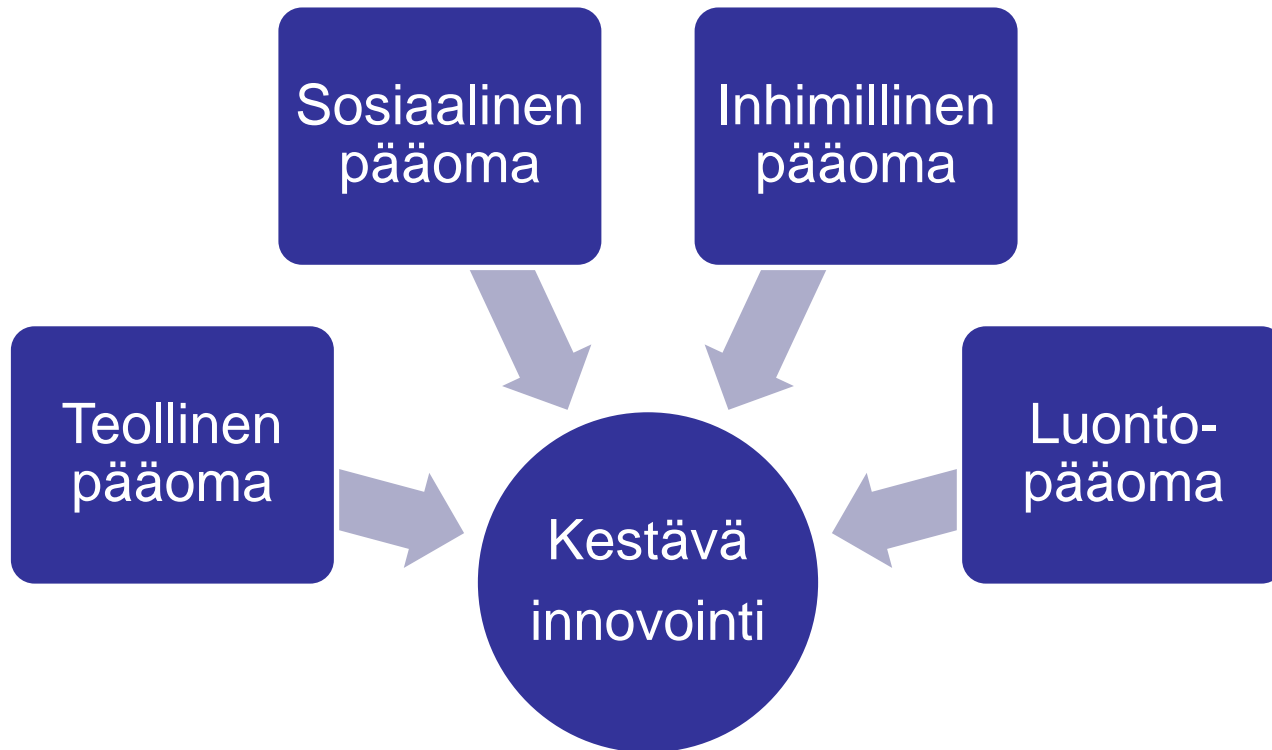 Sosiaalinen
pääoma
Inhimillinen
pääoma
Teollinen
pääoma
Luonto-
pääoma
Kestävä
innovointi